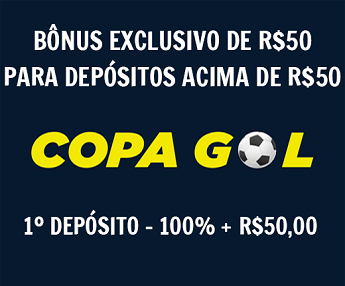 BÔNUS EXCLUSIVO DE R$50
PARA DEPÓSITOS ACIMA DE R$50
COPA GOL
1º DEPÓSITO - 100% + R$50,00